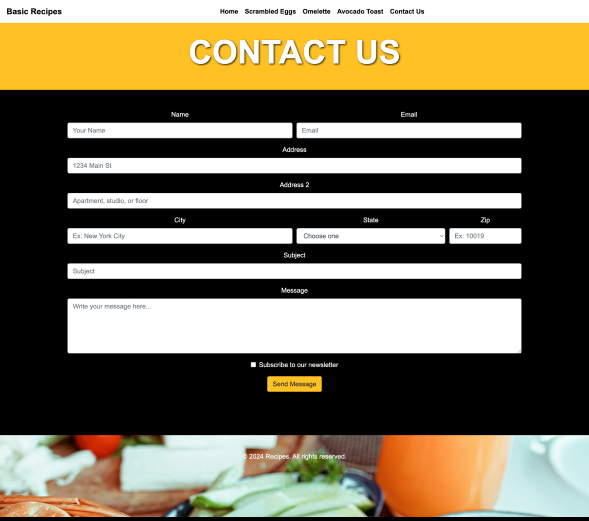 Basic Recipes Home Scrambled Eggs Omelette Avocado Toast Contact Us
CONTACT US
Name Email
Your Name Email
Address
1234 Main St
Address 2
Apartment, studio, or floor
City State Zip
Ex: New York City Choose one Ex: 10019
Subject
Subject
Message
Write your message here...
Subscribe to our newsletter
Send Message
© 2024 Recipes. All rights reserved.